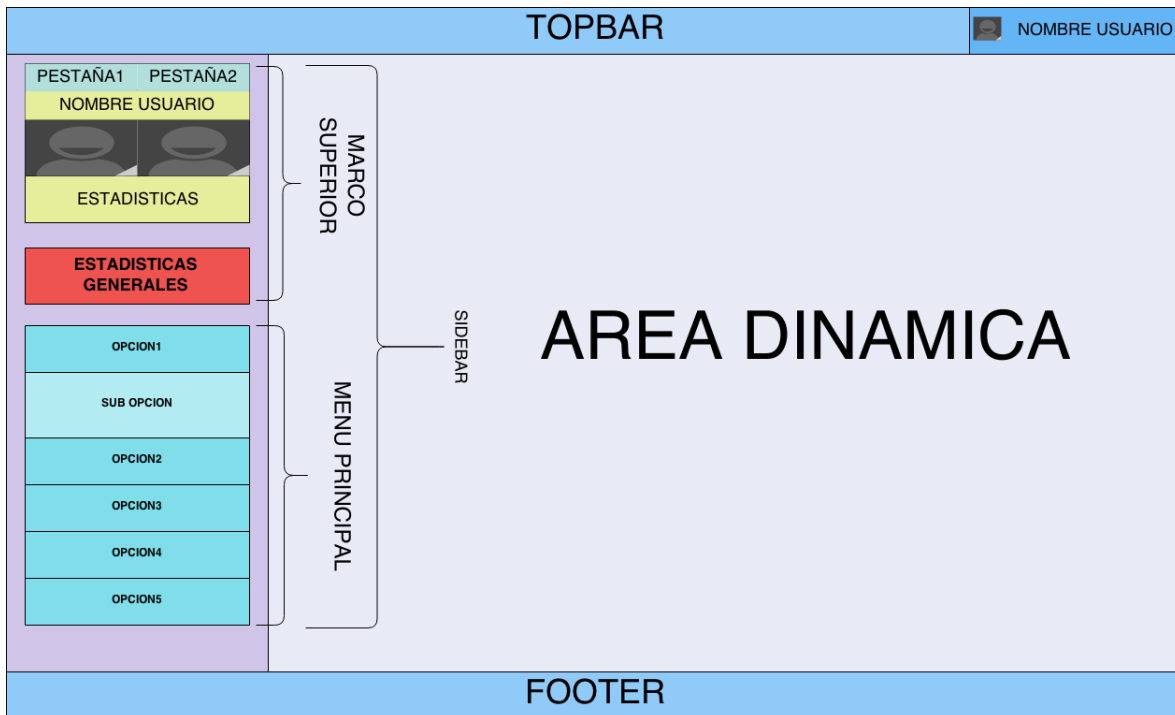 TOPBAR
NOMBRE USUARIO
PESTAÑA1 PESTAÑA2
NOMBRE USUARIO
ESTADISTICAS
ESTADISTICAS
GENERALES
MARCO
SUPERIOR
OPCION1
SUB OPCION
OPCION2
OPCION3
OPCION4
OPCION5
MENU PRINCIPAL
SIDEBAR
AREA DINAMICA
FOOTER